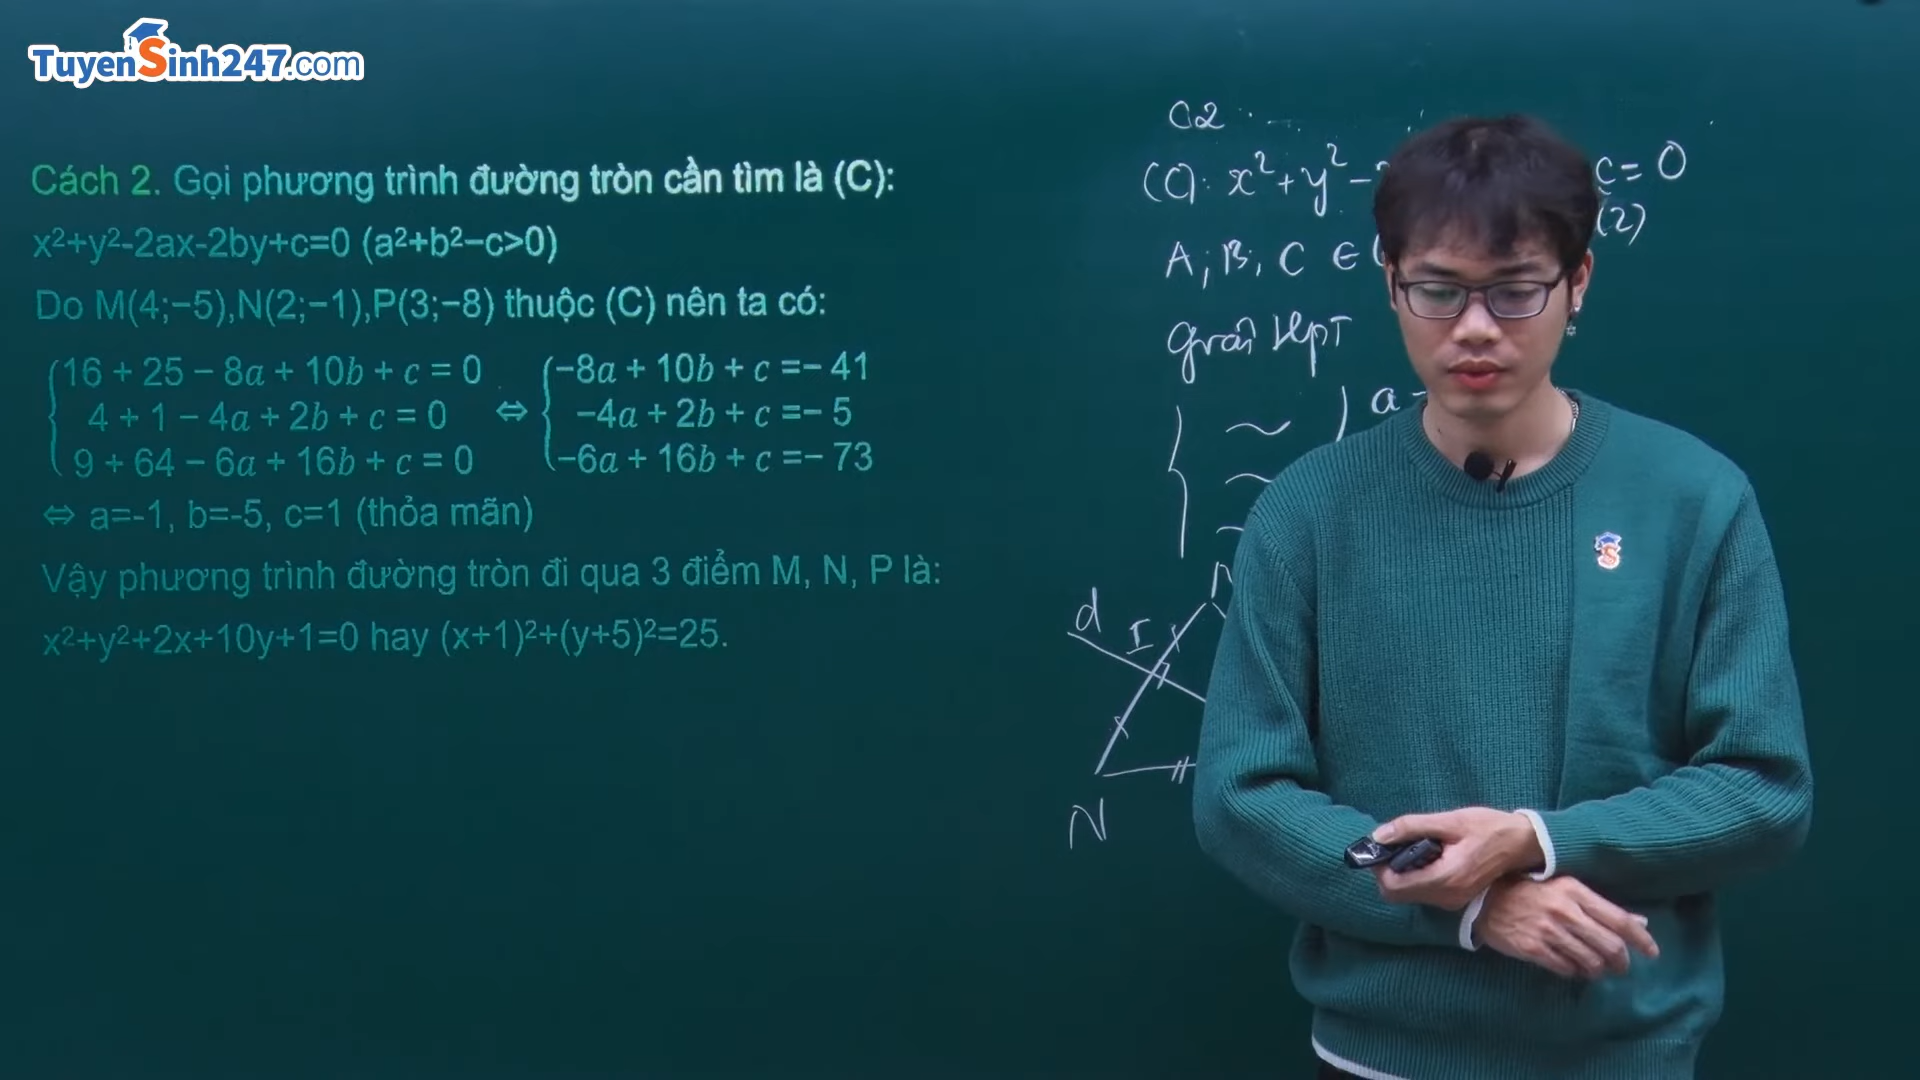 TuyenSinh247.com
Cách 2. Gọi phương trình đường tròn cần tìm là (C):
x²+y²-2ax-2by+c=0 (a²+b²−c>0)
Do M(4;−5),N(2;−1),P(3;−8) thuộc (C) nên ta có:
16 + 25 − 8a + 10b + c = 0 ⇔ −8a + 10b + c =− 41
4 + 1 − 4a + 2b + c = 0 −4a + 2b + c =− 5
9 + 64 − 6a + 16b + c = 0 −6a + 16b + c =− 73
⇔ a=-1, b=-5, c=1 (thỏa mãn)
Vậy phương trình đường tròn đi qua 3 điểm M, N, P là:
x²+y²+2x+10y+1=0 hay (x+1)²+(y+5)²=25.
C2
(C): x²+y²− c=0
(2)
A; B; C ∈
giải HPT
a
d
I
N
S